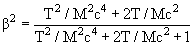 β² = (T² / M²c⁴ + 2T / Mc²) / (T² / M²c⁴ + 2T / Mc² + 1)